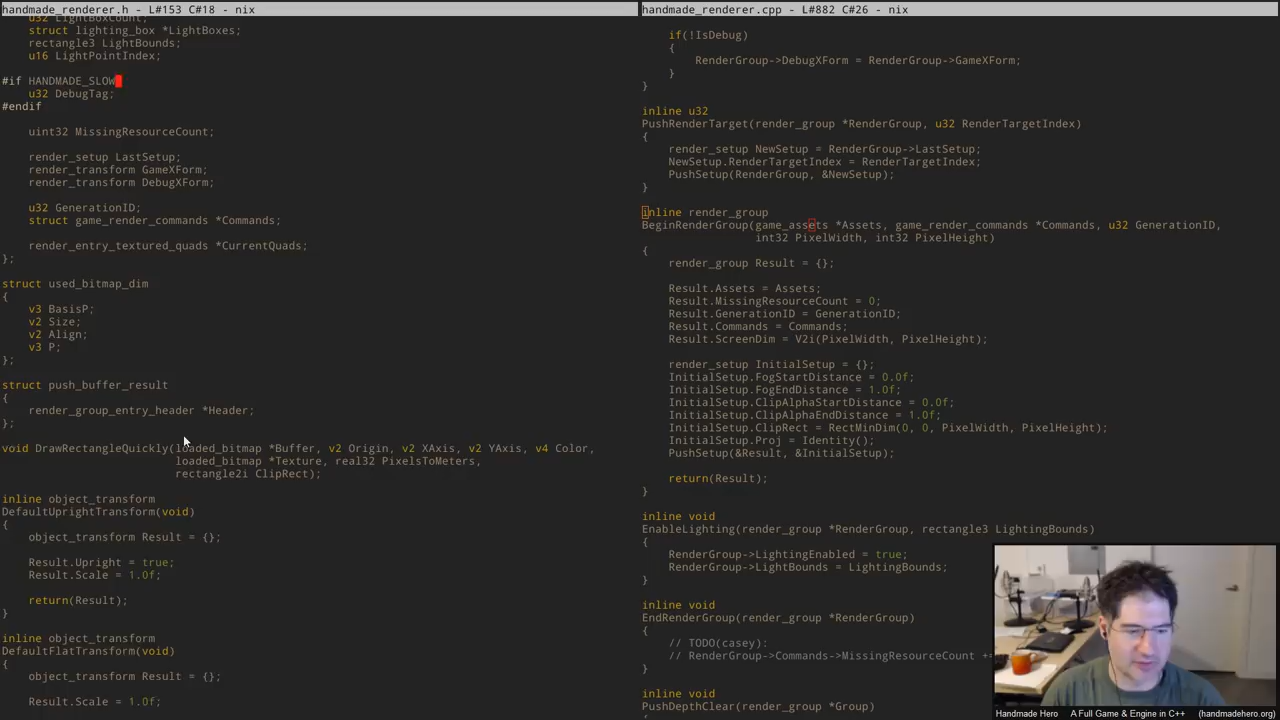 handmade_renderer.h - L#153 C#18 - nix
u32 LightBoxCount;
struct lighting_box *LightBoxes;
rectangle3 LightBounds;
u16 LightPointIndex;
#if HANDMADE_SLOW
u32 DebugTag;
#endif
uint32 MissingResourceCount;
render_setup LastSetup;
render_transform GameXForm;
render_transform DebugXForm;
u32 GenerationID;
struct game_render_commands *Commands;
render_entry_textured_quads *CurrentQuads;
};
struct used_bitmap_dim
{
v3 BasisP;
v2 Size;
v2 Align;
v3 P;
};
struct push_buffer_result
{
render_group_entry_header *Header;
};
void DrawRectangleQuickly(loaded_bitmap *Buffer, v2 Origin, v2 XAxis, v2 YAxis, v4 Color,
loaded_bitmap *Texture, real32 PixelsToMeters,
rectangle2i ClipRect);
inline object_transform
DefaultUprightTransform(void)
{
object_transform Result = {};
Result.Upright = true;
Result.Scale = 1.0f;
return(Result);
}
inline object_transform
DefaultFlatTransform(void)
{
object_transform Result = {};
Result.Scale = 1.0f;
handmade_renderer.cpp - L#882 C#26 - nix
if(!IsDebug)
{
RenderGroup->DebugXForm = RenderGroup->GameXForm;
}
}
inline u32
PushRenderTarget(render_group *RenderGroup, u32 RenderTargetIndex)
{
render_setup NewSetup = RenderGroup->LastSetup;
NewSetup.RenderTargetIndex = RenderTargetIndex;
PushSetup(RenderGroup, &NewSetup);
}
inline render_group
BeginRenderGroup(game_assets *Assets, game_render_commands *Commands, u32 GenerationID,
int32 PixelWidth, int32 PixelHeight)
{
render_group Result = {};
Result.Assets = Assets;
Result.MissingResourceCount = 0;
Result.GenerationID = GenerationID;
Result.Commands = Commands;
Result.ScreenDim = V2i(PixelWidth, PixelHeight);
render_setup InitialSetup = {};
InitialSetup.FogStartDistance = 0.0f;
InitialSetup.FogEndDistance = 1.0f;
InitialSetup.ClipAlphaStartDistance = 0.0f;
InitialSetup.ClipAlphaEndDistance = 1.0f;
InitialSetup.ClipRect = RectMinDim(0, 0, PixelWidth, PixelHeight);
InitialSetup.Proj = Identity();
PushSetup(&Result, &InitialSetup);
return(Result);
}
inline void
EnableLighting(render_group *RenderGroup, rectangle3 LightingBounds)
{
RenderGroup->LightingEnabled = true;
RenderGroup->LightBounds = LightingBounds;
}
inline void
EndRenderGroup(render_group *RenderGroup)
{
// TODO(casey):
// RenderGroup->Commands->MissingResourceCount +=
}
inline void
PushDepthClear(render_group *Group)
{
Handmade Hero A Full Game & Engine in C++ (handmadehero.org)